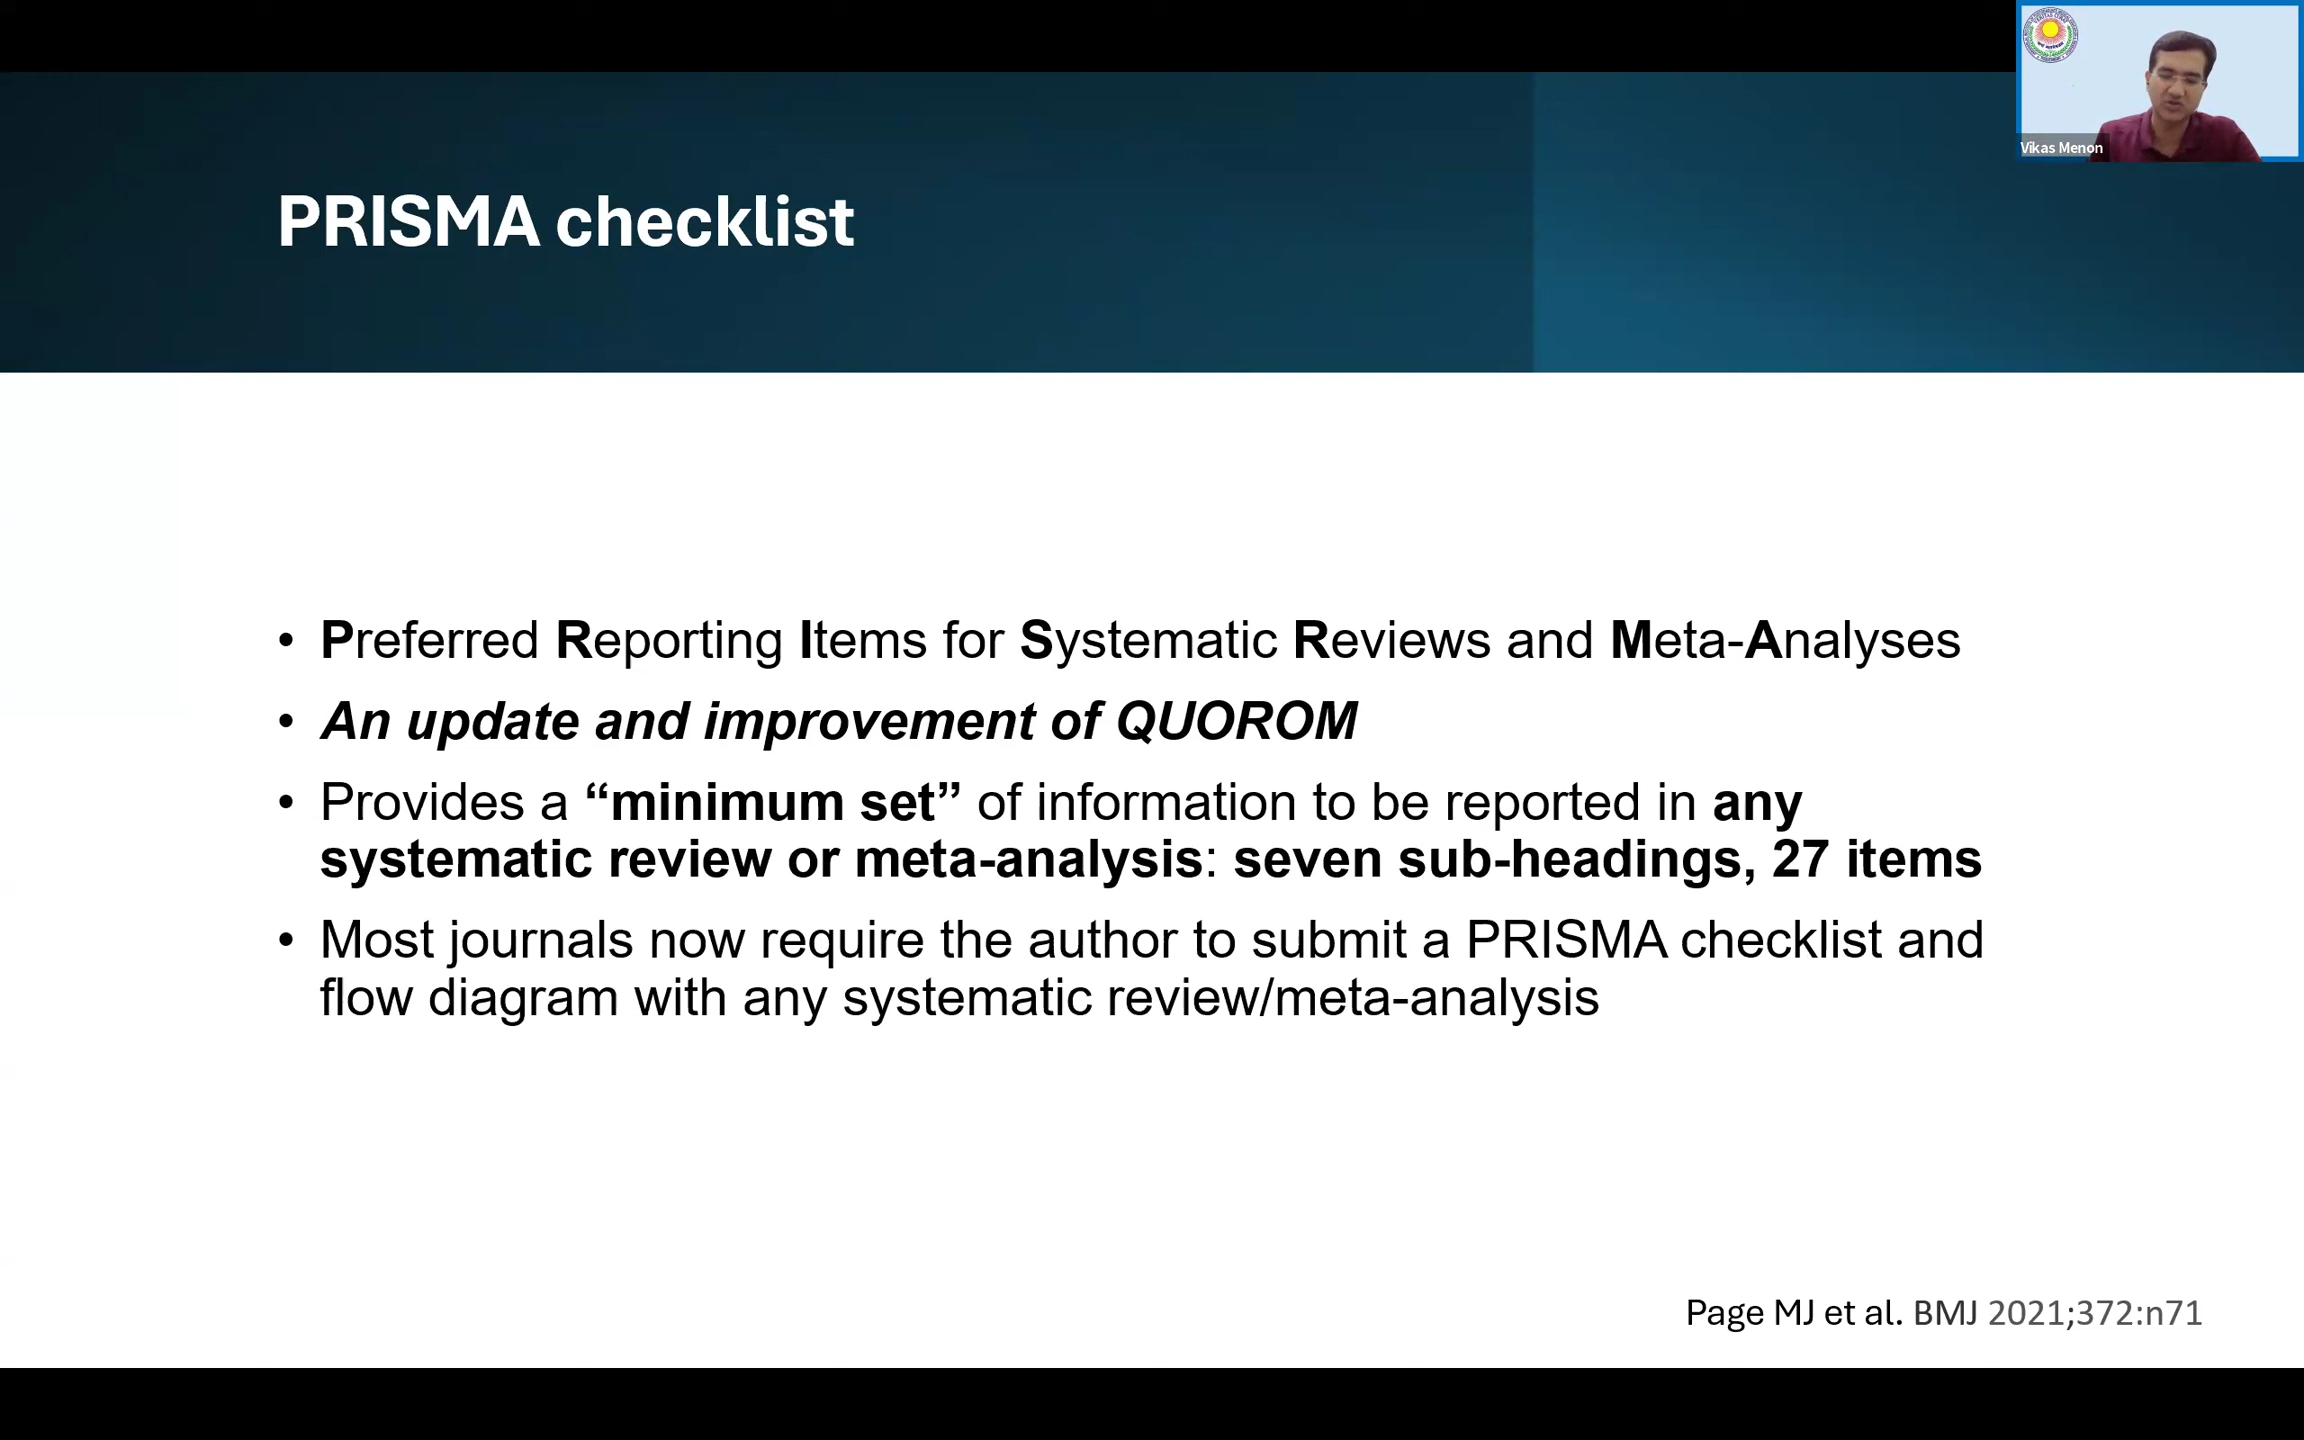 Vikas Menon
PRISMA checklist
• Preferred Reporting Items for Systematic Reviews and Meta-Analyses
• An update and improvement of QUOROM
• Provides a “minimum set” of information to be reported in any
systematic review or meta-analysis: seven sub-headings, 27 items
• Most journals now require the author to submit a PRISMA checklist and
flow diagram with any systematic review/meta-analysis
Page MJ et al. BMJ 2021;372:n71